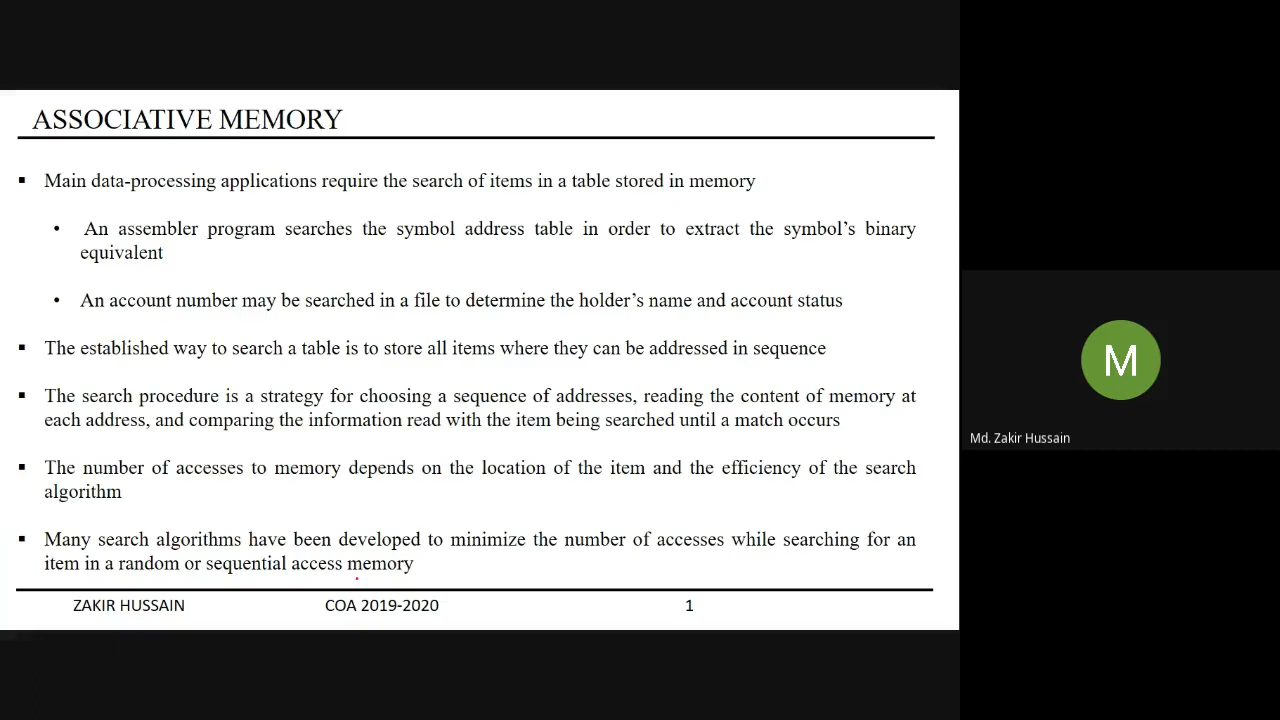 ASSOCIATIVE MEMORY
▪ Main data-processing applications require the search of items in a table stored in memory
• An assembler program searches the symbol address table in order to extract the symbol’s binary
equivalent
• An account number may be searched in a file to determine the holder’s name and account status
▪ The established way to search a table is to store all items where they can be addressed in sequence
▪ The search procedure is a strategy for choosing a sequence of addresses, reading the content of memory at
each address, and comparing the information read with the item being searched until a match occurs
▪ The number of accesses to memory depends on the location of the item and the efficiency of the search
algorithm
▪ Many search algorithms have been developed to minimize the number of accesses while searching for an
item in a random or sequential access memory
ZAKIR HUSSAIN COA 2019-2020 1
M
Md. Zakir Hussain